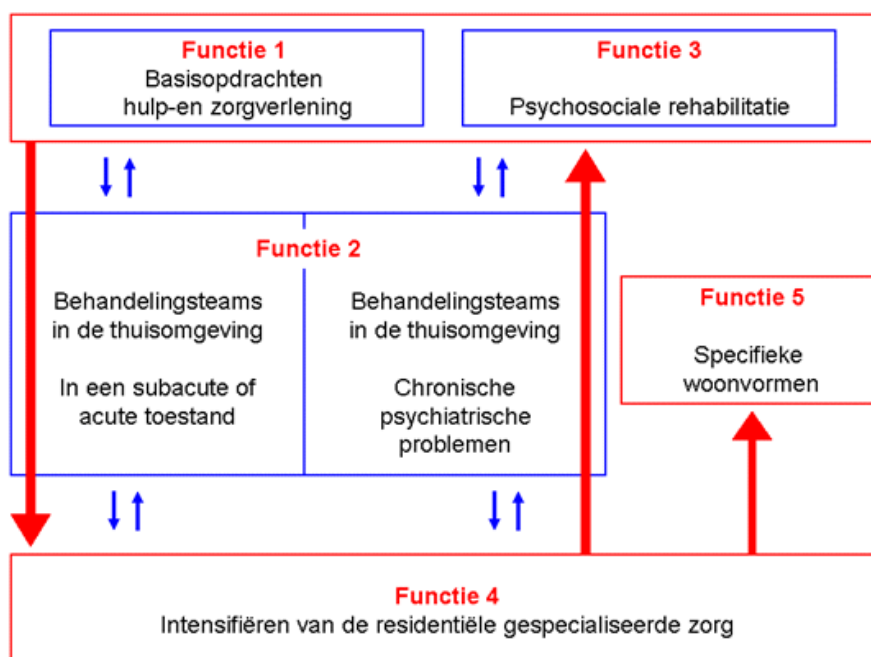 Functie 1
Basisopdrachten
hulp-en zorgverlening
Functie 3
Psychosociale rehabilitatie
Functie 2
Behandelingsteams
in de thuisomgeving
In een subacute of
acute toestand
Behandelingsteams
in de thuisomgeving
Chronische
psychiatrische
problemen
Functie 5
Specifieke
woonvormen
Functie 4
Intensifiëren van de residentiële gespecialiseerde zorg